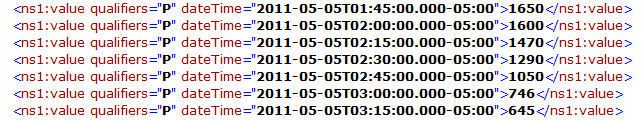 <ns1:value qualifiers="P" dateTime="2011-05-05T01:45:00.000-05:00">1650</ns1:value>
<ns1:value qualifiers="P" dateTime="2011-05-05T02:00:00.000-05:00">1600</ns1:value>
<ns1:value qualifiers="P" dateTime="2011-05-05T02:15:00.000-05:00">1470</ns1:value>
<ns1:value qualifiers="P" dateTime="2011-05-05T02:30:00.000-05:00">1290</ns1:value>
<ns1:value qualifiers="P" dateTime="2011-05-05T02:45:00.000-05:00">1050</ns1:value>
<ns1:value qualifiers="P" dateTime="2011-05-05T03:00:00.000-05:00">746</ns1:value>
<ns1:value qualifiers="P" dateTime="2011-05-05T03:15:00.000-05:00">645</ns1:value>